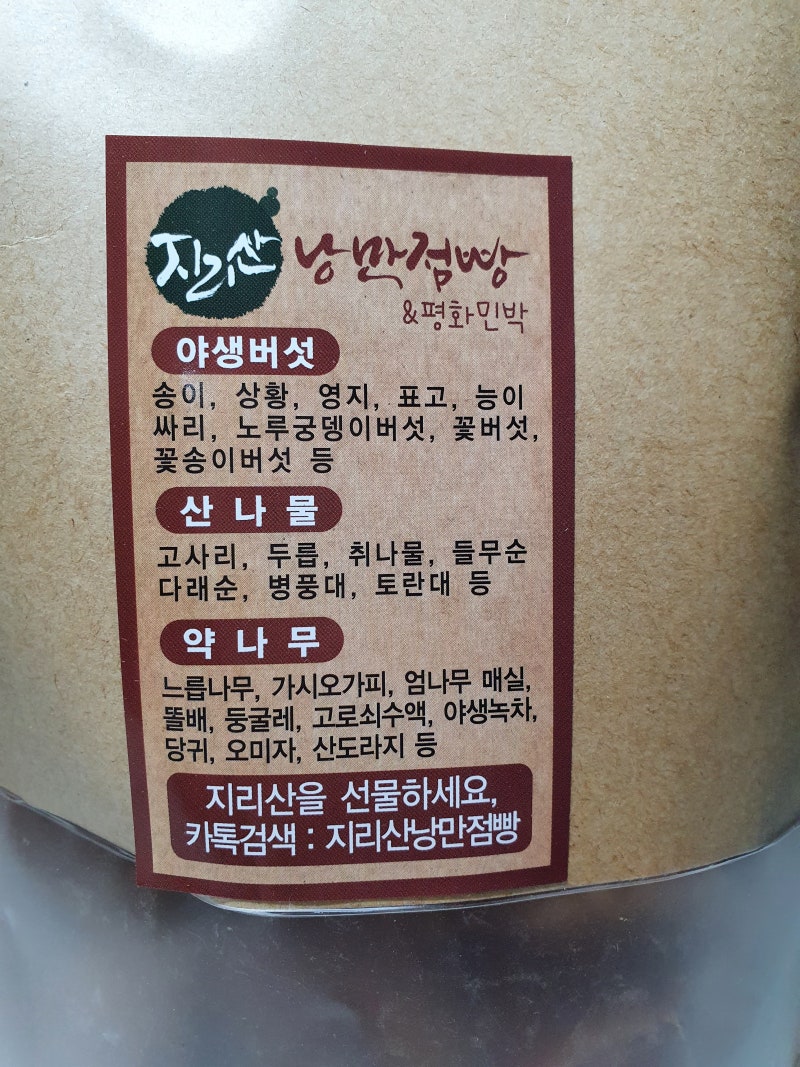 지리산 낭만점빵
&평화민박
야생버섯
송이, 상황, 영지, 표고, 능이
싸리, 노루궁뎅이버섯, 꽃버섯,
꽃송이버섯 등
산나물
고사리, 두릅, 취나물, 들무순
다래순, 병풍대, 토란대 등
약나무
느릅나무, 가시오가피, 엄나무 매실,
똘배, 둥굴레, 고로쇠수액, 야생녹차,
당귀, 오미자, 산도라지 등
지리산을 선물하세요,
카톡검색 : 지리산낭만점빵